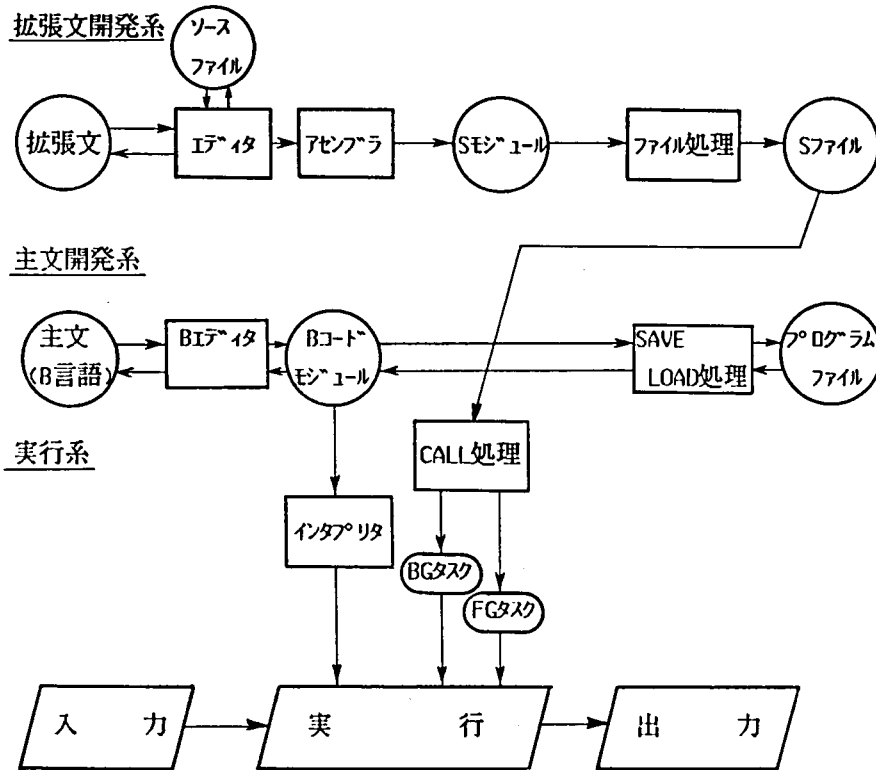 拡張文開発系
ソース
ファイル
拡張文
エディタ
アセンブラ
Sモジュール
ファイル処理
Sファイル
主文開発系
主文
(B言語)
Bエディタ
Bコード
モジュール
SAVE
LOAD処理
プログラム
ファイル
実行系
CALL処理
インタプリタ
BGタスク
FGタスク
入力
実行
出力